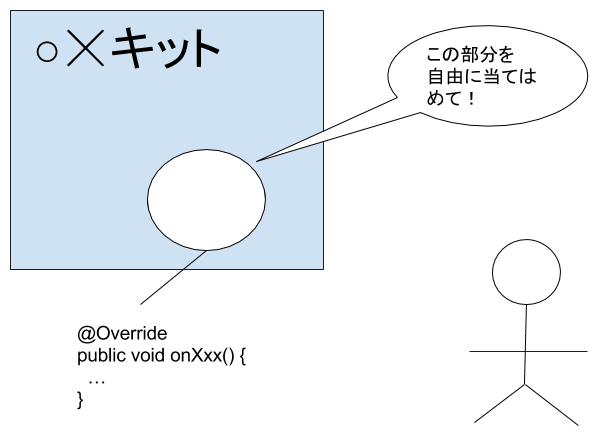 ○×キット
この部分を
自由に当ては
めて！
@Override
public void onXxx() {
…
}